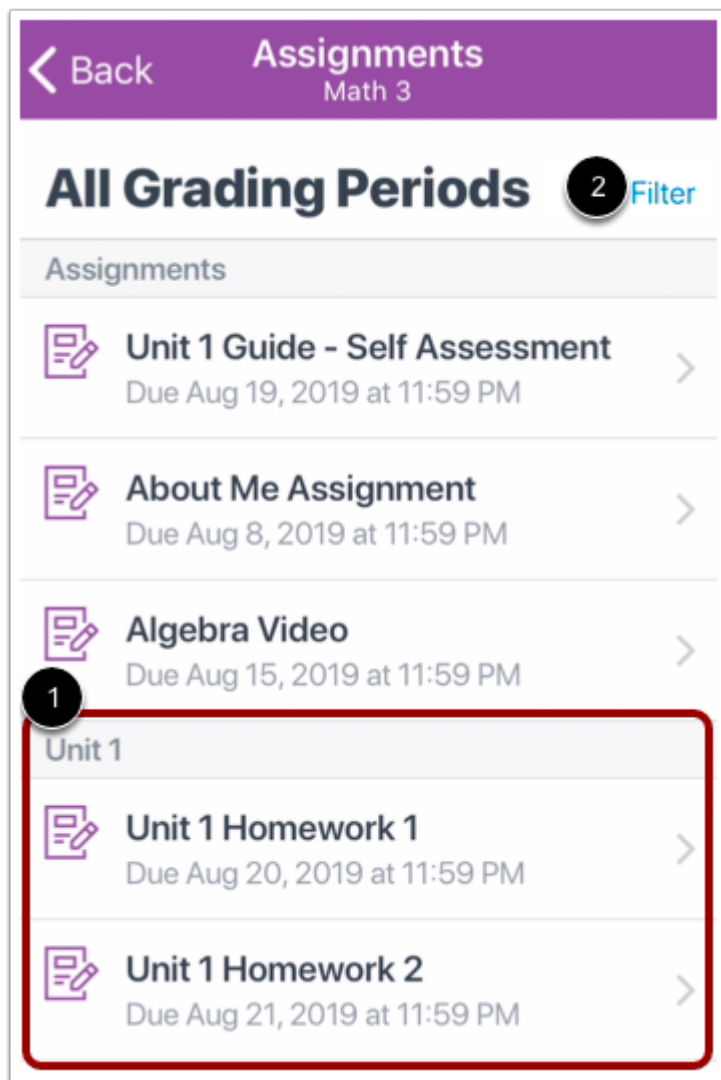 Back
Assignments
Math 3
All Grading Periods
2
Filter
Assignments
Unit 1 Guide - Self Assessment
Due Aug 19, 2019 at 11:59 PM
About Me Assignment
Due Aug 8, 2019 at 11:59 PM
Algebra Video
Due Aug 15, 2019 at 11:59 PM
1
Unit 1
Unit 1 Homework 1
Due Aug 20, 2019 at 11:59 PM
Unit 1 Homework 2
Due Aug 21, 2019 at 11:59 PM